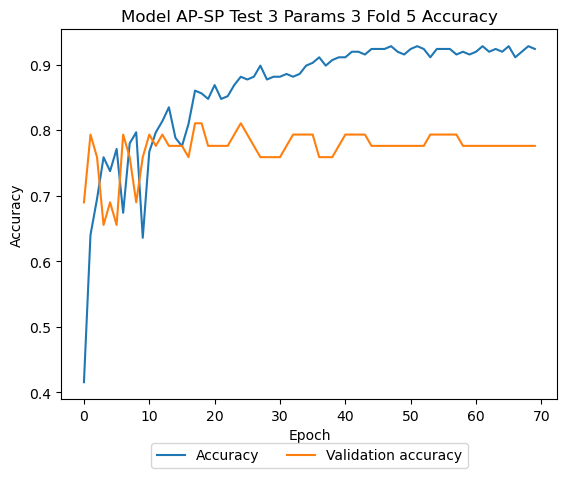 Model AP-SP Test 3 Params 3 Fold 5 Accuracy
Accuracy
0.9
0.8
0.7
0.6
0.5
0.4
0 10 20 30 40 50 60 70
Epoch
Accuracy Validation accuracy